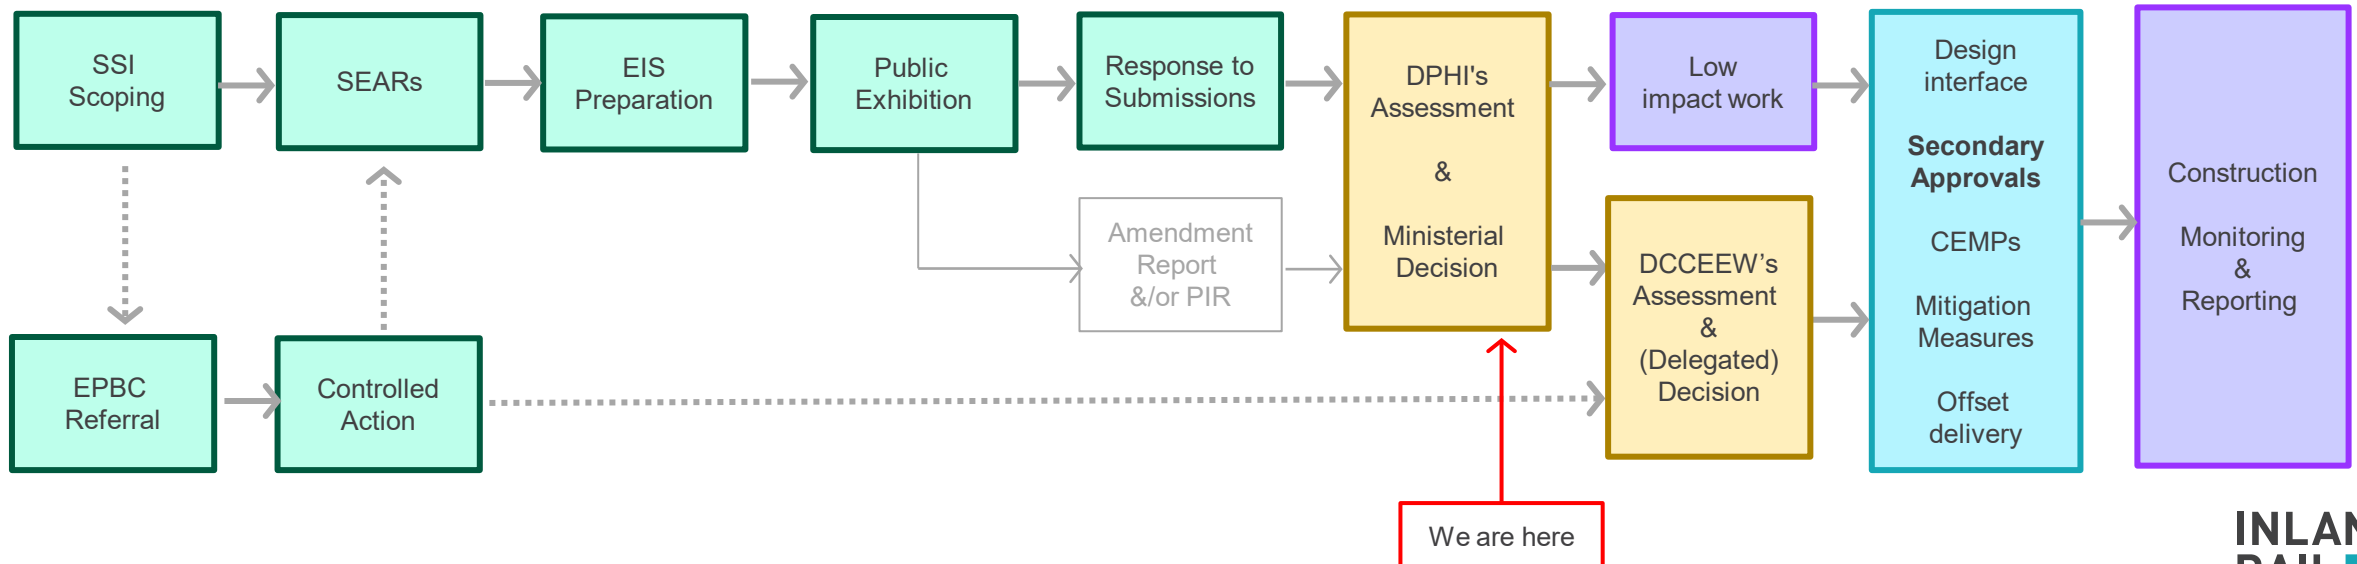 SSI
Scoping
SEARs
EIS
Preparation
Public
Exhibition
Response to
Submissions
DPHI's
Assessment
&
Ministerial
Decision
Low
impact work
Design
interface
Secondary
Approvals
CEMPs
Mitigation
Measures
Offset
delivery
Construction
Monitoring
&
Reporting
Amendment
Report
&/or PIR
DCCEEW’s
Assessment
&
(Delegated)
Decision
EPBC
Referral
Controlled
Action
We are here